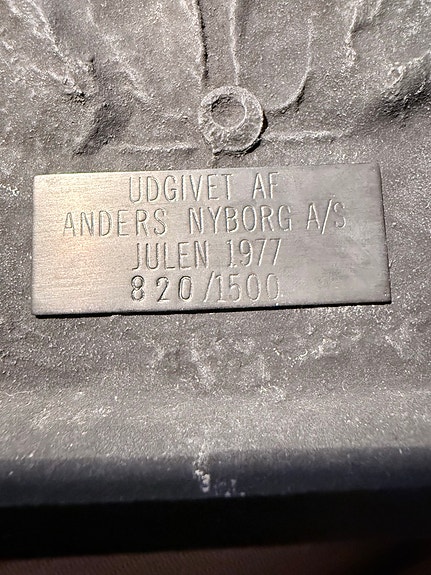 UDGIVET AF
ANDERS NYBORG A/S
JULEN 1977
820/1500